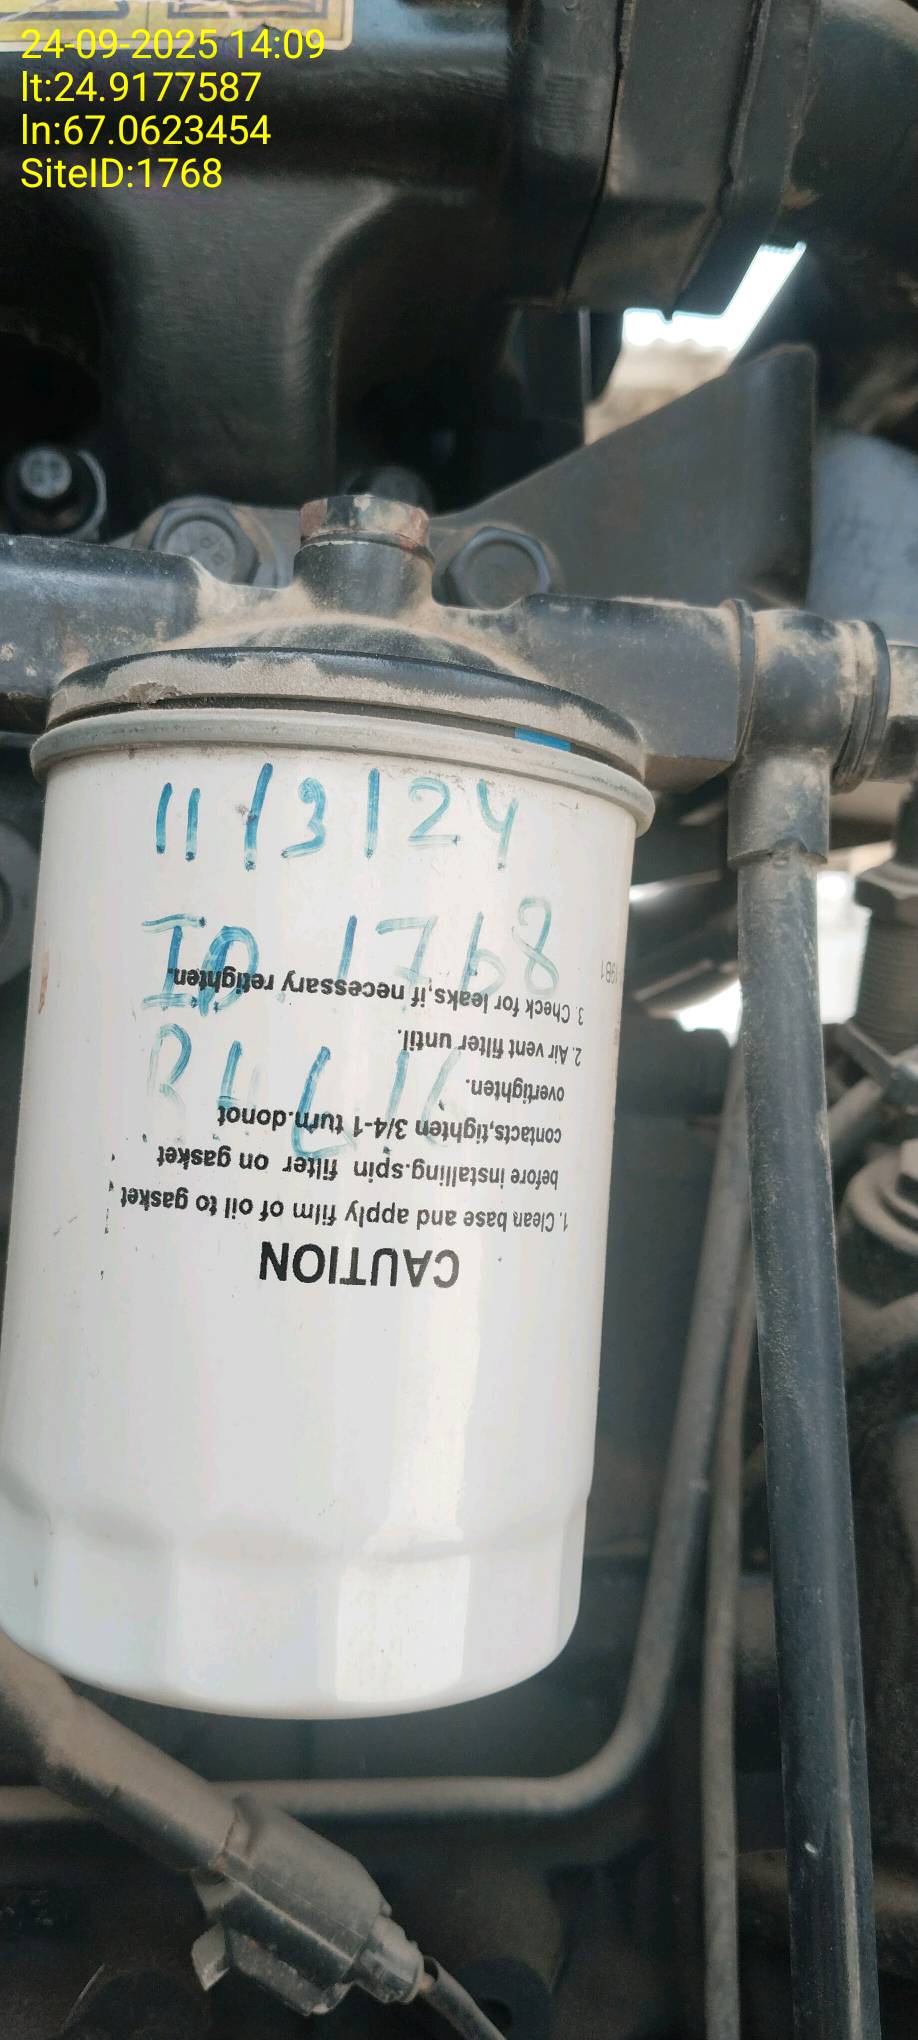 24-09-2025 14:09
lt:24.9177587
ln:67.0623454
SiteID:1768
11/3/24
ID.1768
CAUTION
1. Clean base and apply film of oil to gasket
before installing.spin filter on gasket
contacts,tighten 3/4-1 turn.donot
overtighten.
2. Air vent filter until.
3. Check for leaks,if necessary retighten.